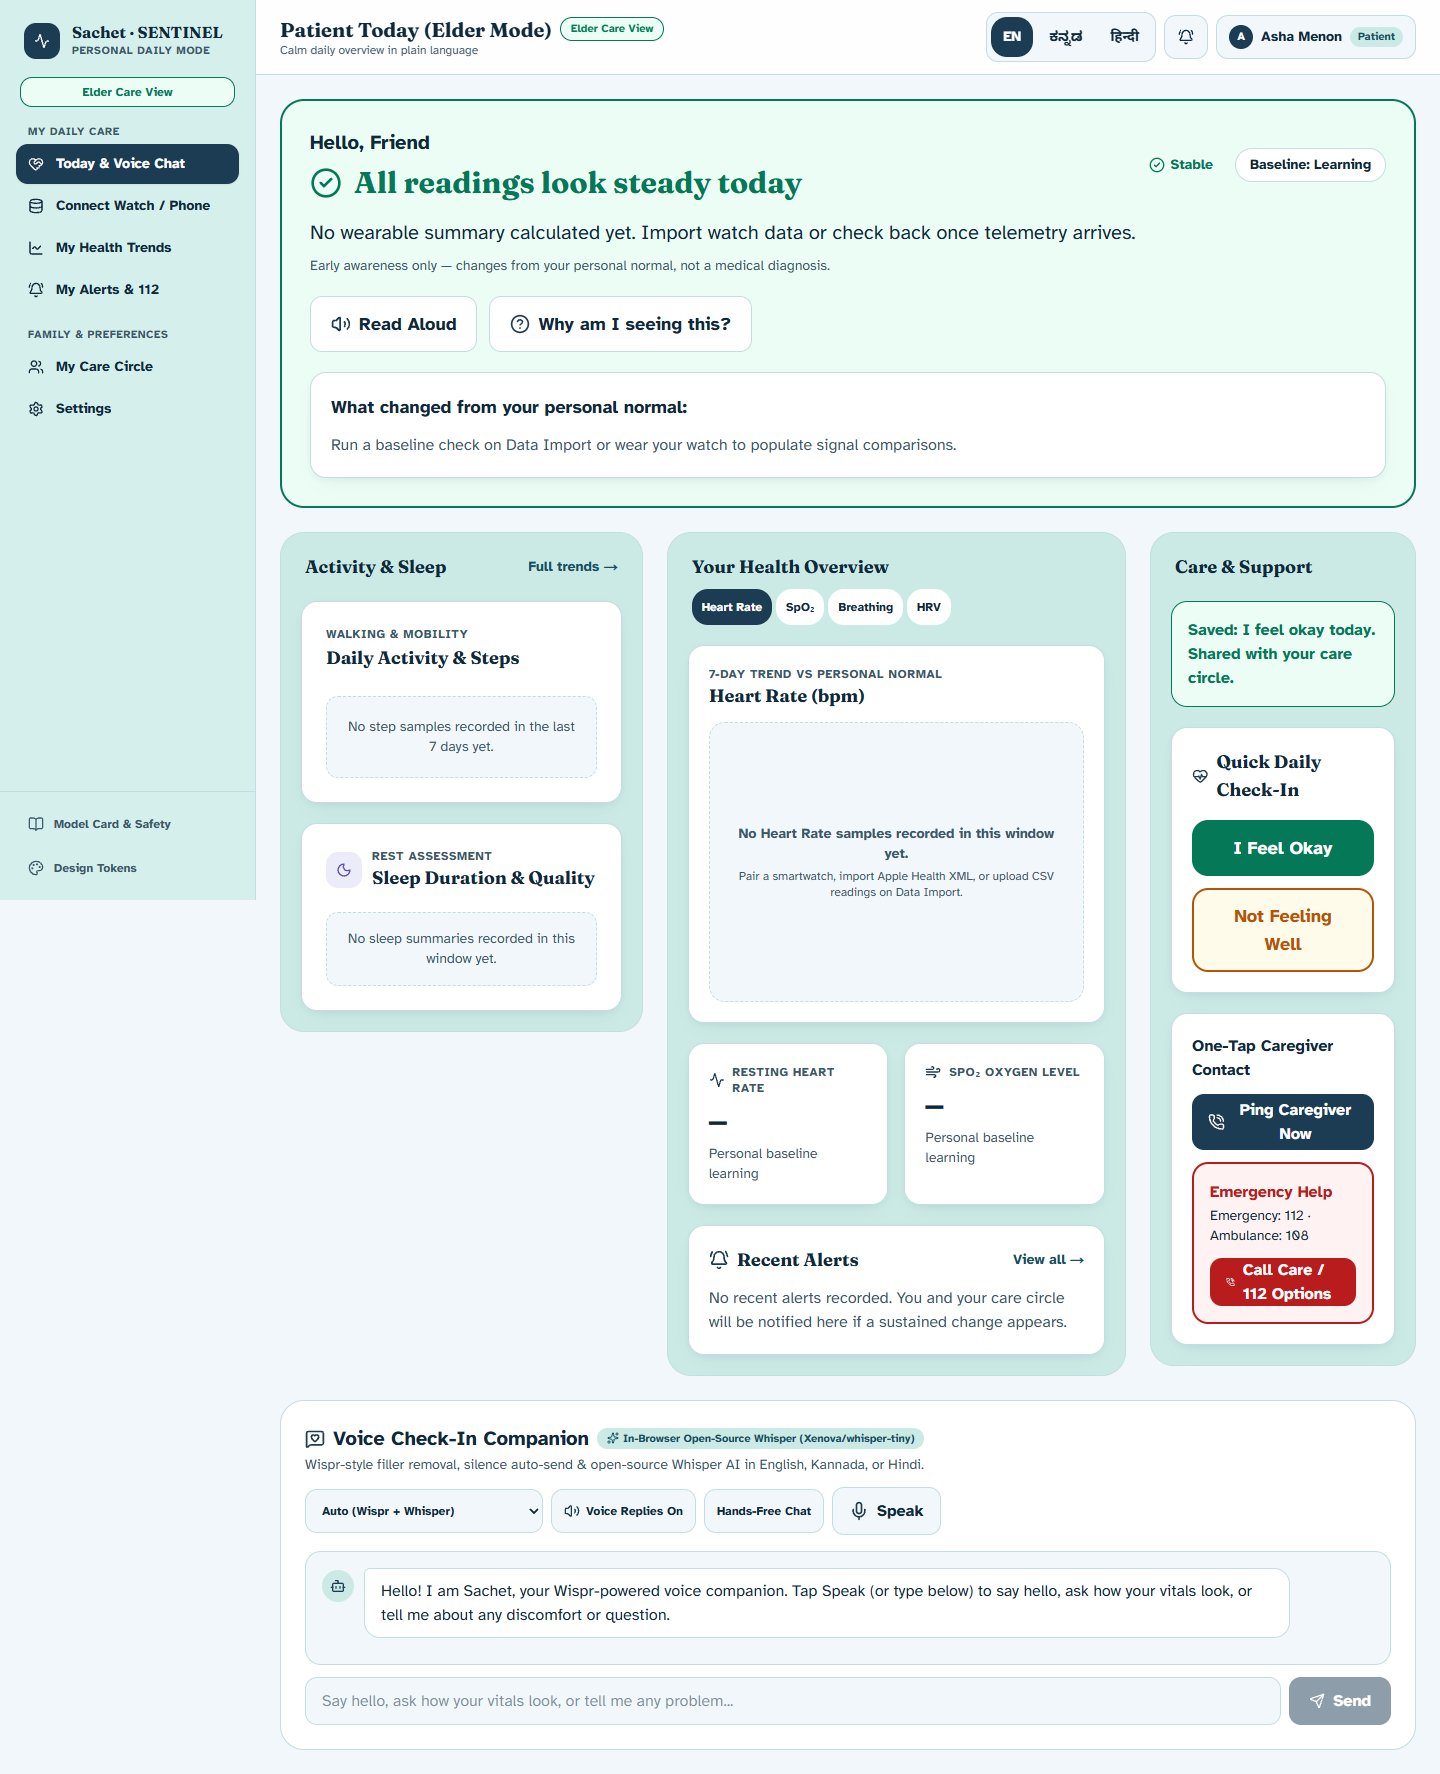 Sachet · SENTINEL
PERSONAL DAILY MODE
Elder Care View
MY DAILY CARE
Today & Voice Chat
Connect Watch / Phone
My Health Trends
My Alerts & 112
FAMILY & PREFERENCES
My Care Circle
Settings
Model Card & Safety
Design Tokens
Patient Today (Elder Mode)
Elder Care View
Calm daily overview in plain language
EN
ಕನ್ನಡ
हिन्दी
A
Asha Menon
Patient
Hello, Friend
All readings look steady today
Stable
Baseline: Learning
No wearable summary calculated yet. Import watch data or check back once telemetry arrives.
Early awareness only — changes from your personal normal, not a medical diagnosis.
Read Aloud
Why am I seeing this?
What changed from your personal normal:
Run a baseline check on Data Import or wear your watch to populate signal comparisons.
Activity & Sleep
Full trends →
WALKING & MOBILITY
Daily Activity & Steps
No step samples recorded in the last
7 days yet.
REST ASSESSMENT
Sleep Duration & Quality
No sleep summaries recorded in this
window yet.
Your Health Overview
Heart Rate
SpO₂
Breathing
HRV
7-DAY TREND VS PERSONAL NORMAL
Heart Rate (bpm)
No Heart Rate samples recorded in this window
yet.
Pair a smartwatch, import Apple Health XML, or upload CSV
readings on Data Import.
RESTING HEART
RATE
—
Personal baseline
learning
SPO₂ OXYGEN LEVEL
—
Personal baseline
learning
Recent Alerts
View all →
No recent alerts recorded. You and your care circle
will be notified here if a sustained change appears.
Care & Support
Saved: I feel okay today.
Shared with your care
circle.
Quick Daily
Check-In
I Feel Okay
Not Feeling
Well
One-Tap Caregiver
Contact
Ping Caregiver
Now
Emergency Help
Emergency: 112 ·
Ambulance: 108
Call Care /
112 Options
Voice Check-In Companion
In-Browser Open-Source Whisper (Xenova/whisper-tiny)
Wispr-style filler removal, silence auto-send & open-source Whisper AI in English, Kannada, or Hindi.
Auto (Wispr + Whisper)
Voice Replies On
Hands-Free Chat
Speak
Hello! I am Sachet, your Wispr-powered voice companion. Tap Speak (or type below) to say hello, ask how your vitals look, or
tell me about any discomfort or question.
Say hello, ask how your vitals look, or tell me any problem...
Send